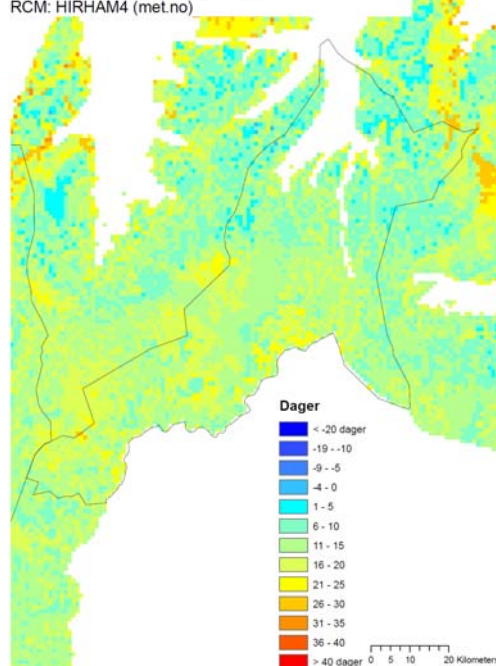 RCM: HIRHAM4 (met.no)
Dager
< -20 dager
-19 - -10
-9 - -5
-4 - 0
1 - 5
6 - 10
11 - 15
16 - 20
21 - 25
26 - 30
31 - 35
36 - 40
> 40 dager
0 5 10 20 Kilometers